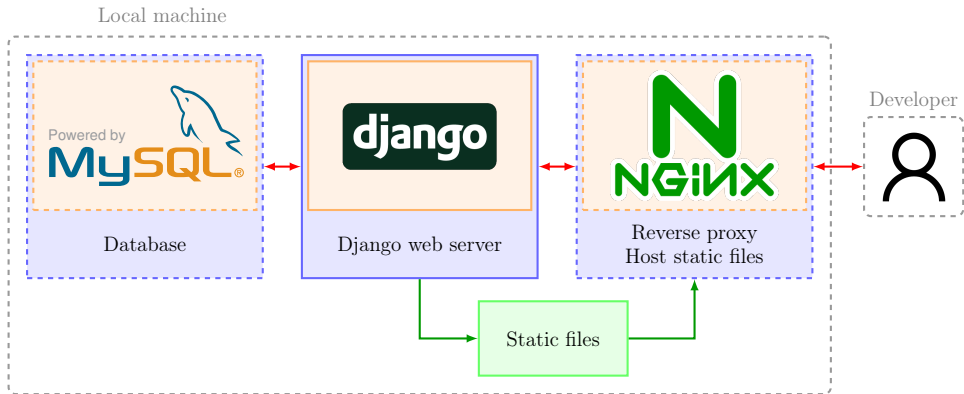 Local machine
Developer
Powered by
MySQL®
django
NGiNX
Database
Django web server
Reverse proxy
Host static files
Static files